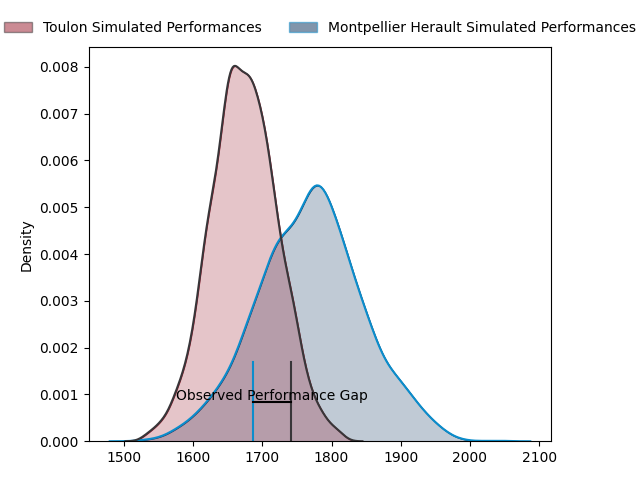 Toulon Simulated Performances
Montpellier Herault Simulated Performances
0.008
0.007
0.006
0.005
0.004
0.003
0.002
0.001
0.000
Density
Observed Performance Gap
1500 1600 1700 1800 1900 2000 2100